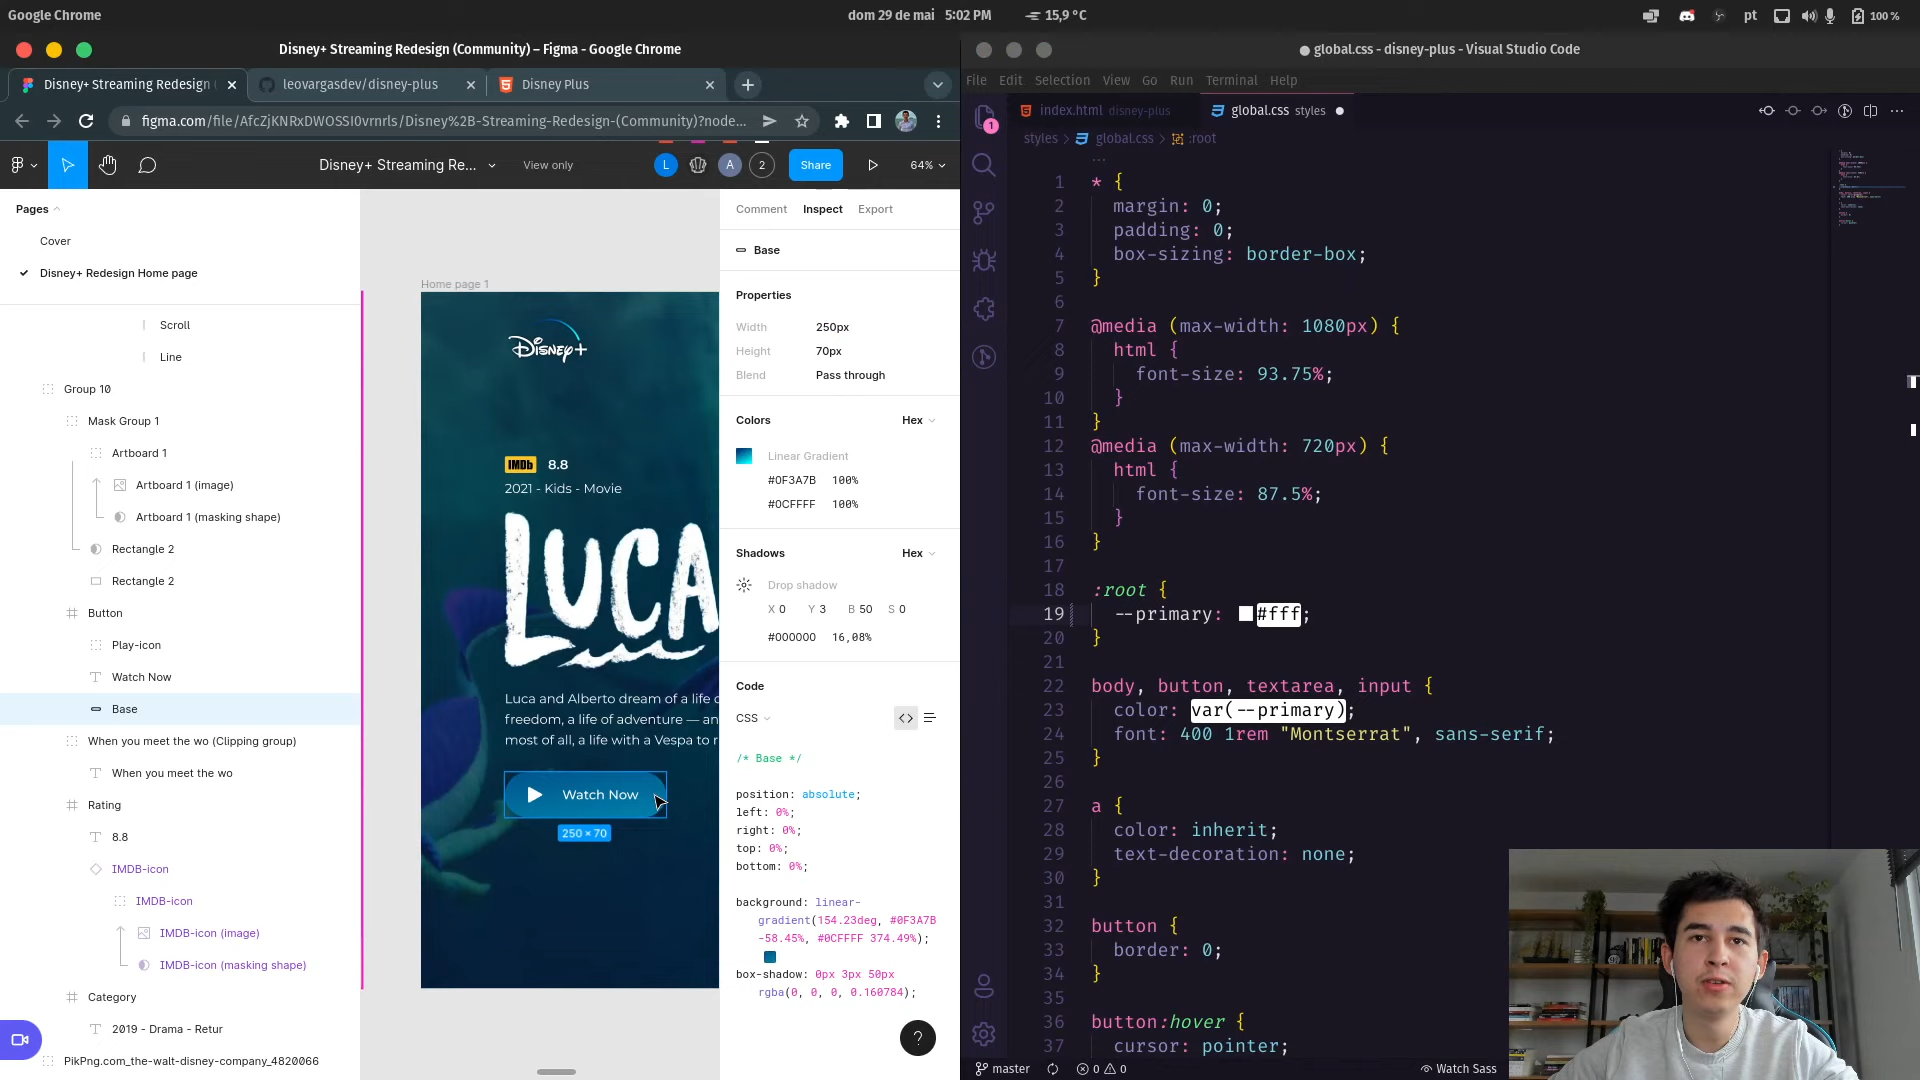 Google Chrome
dom 29 de mai 5:02 PM
15,9 °C
pt
100 %
Disney+ Streaming Redesign (Community) – Figma - Google Chrome
Disney+ Streaming Redesign (
leovargasdev/disney-plus
Disney Plus
figma.com/file/AfcZjKNRxDWOSSI0vrnrls/Disney%2B-Streaming-Redesign-(Community)?node...
Disney+ Streaming Re...
View only
L
A
2
Share
64%
Pages
Cover
Disney+ Redesign Home page
Scroll
Line
Group 10
Mask Group 1
Artboard 1
Artboard 1 (image)
Artboard 1 (masking shape)
Rectangle 2
Rectangle 2
Button
Play-icon
Watch Now
Base
When you meet the wo (Clipping group)
When you meet the wo
Rating
8.8
IMDB-icon
IMDB-icon
IMDB-icon (image)
IMDB-icon (masking shape)
Category
2019 - Drama - Retur
PikPng.com_the-walt-disney-company_4820066
Home page 1
Disney+
IMDb 8.8
2021 - Kids - Movie
LUCA
Luca and Alberto dream of a life o
freedom, a life of adventure — an
most of all, a life with a Vespa to r
Watch Now
250 × 70
Comment
Inspect
Export
Base
Properties
Width 250px
Height 70px
Blend Pass through
Colors Hex
Linear Gradient
#0F3A7B 100%
#0CFFFF 100%
Shadows Hex
Drop shadow
X 0 Y 3 B 50 S 0
#000000 16,08%
Code
CSS
/* Base */
position: absolute;
left: 0%;
right: 0%;
top: 0%;
bottom: 0%;
background: linear-
gradient(154.23deg, #0F3A7B
-58.45%, #0CFFFF 374.49%);
box-shadow: 0px 3px 50px
rgba(0, 0, 0, 0.160784);
?
● global.css - disney-plus - Visual Studio Code
File Edit Selection View Go Run Terminal Help
1
index.html disney-plus
global.css styles
styles > global.css > :root
...
1 * {
2 margin: 0;
3 padding: 0;
4 box-sizing: border-box;
5 }
6
7 @media (max-width: 1080px) {
8 html {
9 font-size: 93.75%;
10 }
11 }
12 @media (max-width: 720px) {
13 html {
14 font-size: 87.5%;
15 }
16 }
17
18 :root {
19 --primary: #fff;
20 }
21
22 body, button, textarea, input {
23 color: var(--primary);
24 font: 400 1rem "Montserrat", sans-serif;
25 }
26
27 a {
28 color: inherit;
29 text-decoration: none;
30 }
31
32 button {
33 border: 0;
34 }
35
36 button:hover {
37 cursor: pointer;
master
0
0
Watch Sass